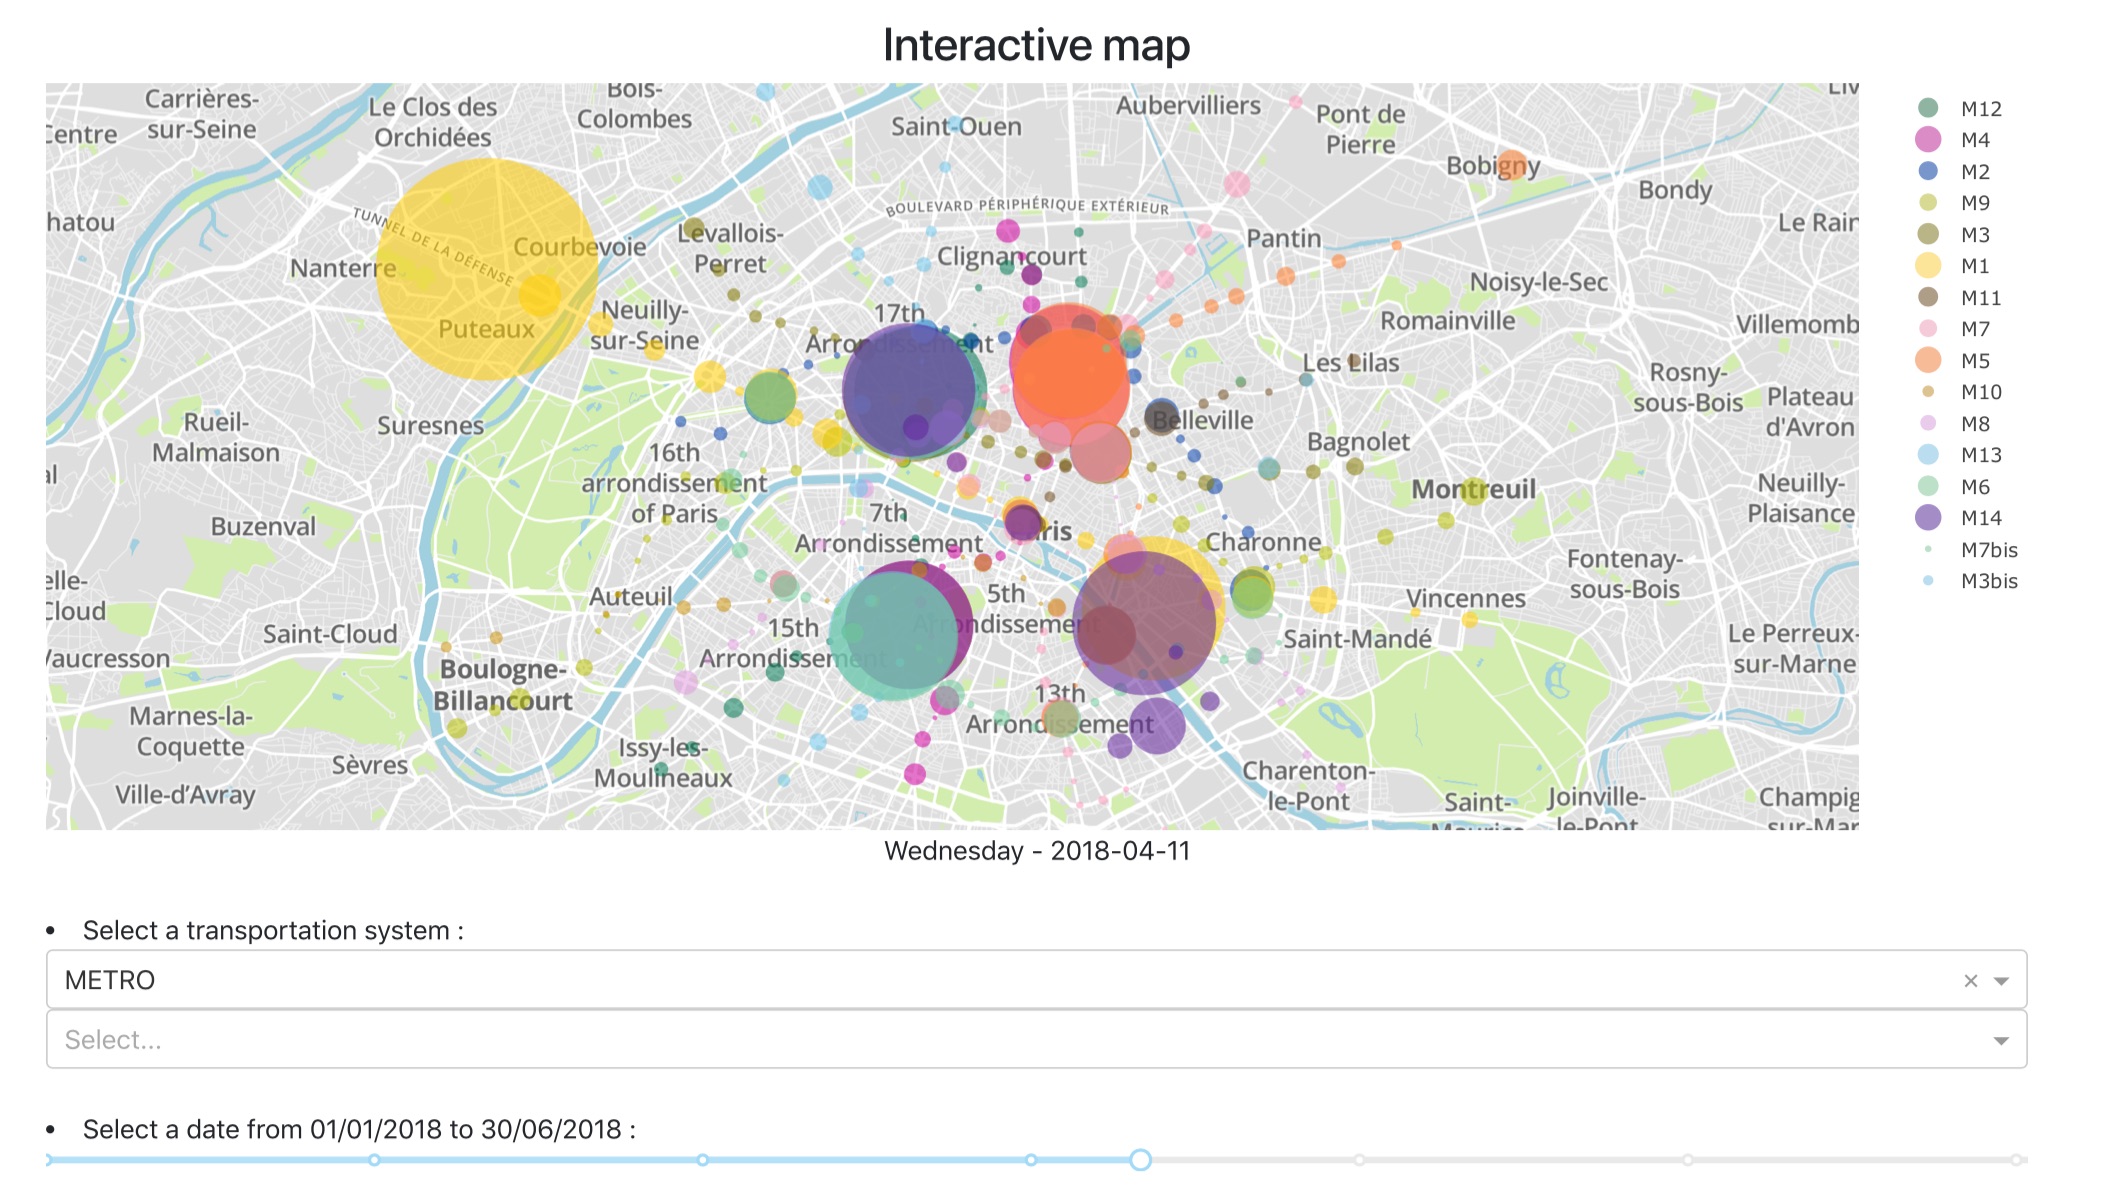 Interactive map
Carrières-
sur-Seine
Le Clos des
Orchidées
Bois-
Colombes
Saint-Ouen
Aubervilliers
Pont de
Pierre
Bobigny
Bondy
Centre
hatou
Le Rain
BOULEVARD PÉRIPHÉRIQUE EXTÉRIEUR
TUNNEL DE LA DÉFENSE
Courbevoie
Levallois-
Perret
Clignancourt
Pantin
Nanterre
Noisy-le-Sec
Puteaux
Neuilly-
sur-Seine
17th
Arrondissement
Romainville
Villemomb
Les Lilas
Rosny-
sous-Bois
Plateau
d'Avron
Rueil-
Malmaison
Suresnes
Belleville
Bagnolet
16th
arrondissement
of Paris
Montreuil
Neuilly-
Plaisance
Buzenval
7th
Arrondissement
ris
Charonne
Fontenay-
sous-Bois
elle-
Cloud
Auteuil
5th
Arrondissement
Vincennes
Saint-Cloud
15th
Arrondissement
Saint-Mandé
Le Perreux-
sur-Marne
Vaucresson
Boulogne-
Billancourt
13th
Arrondissement
Marnes-la-
Coquette
Sèvres
Issy-les-
Moulineaux
Charenton-
le-Pont
Ville-d’Avray
Saint-
Joinville-
le-Pont
Champig
sur-Mar
M12
M4
M2
M9
M3
M1
M11
M7
M5
M10
M8
M13
M6
M14
M7bis
M3bis
Wednesday - 2018-04-11
• Select a transportation system :
METRO
Select...
• Select a date from 01/01/2018 to 30/06/2018 :